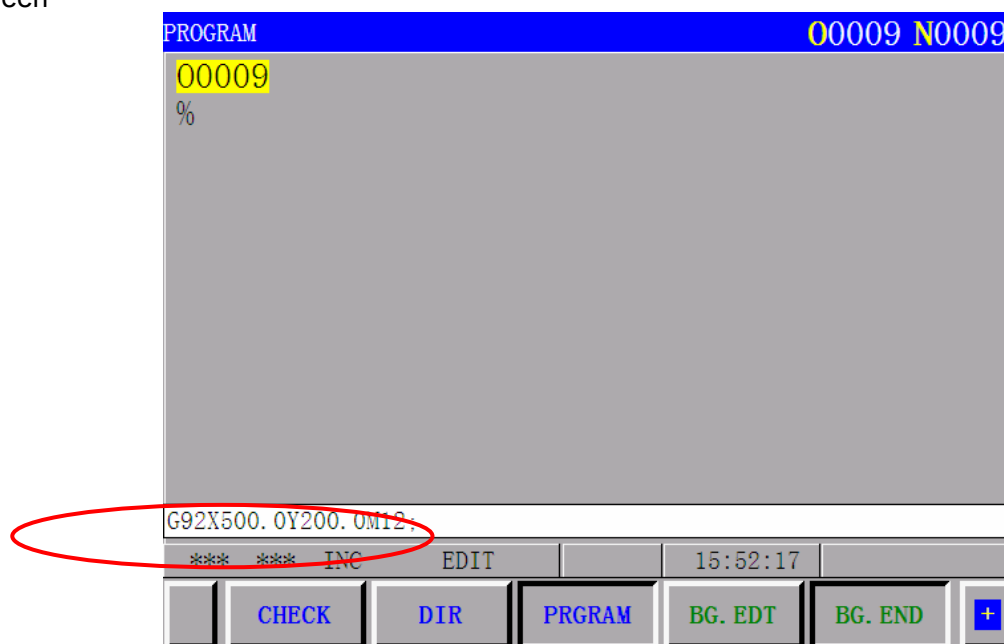 een
PROGRAM O0009 N0009
O0009
%
G92X500.0Y200.0M12;
*** *** INC EDIT 15:52:17
CHECK DIR PRGRAM BG.EDT BG.END +